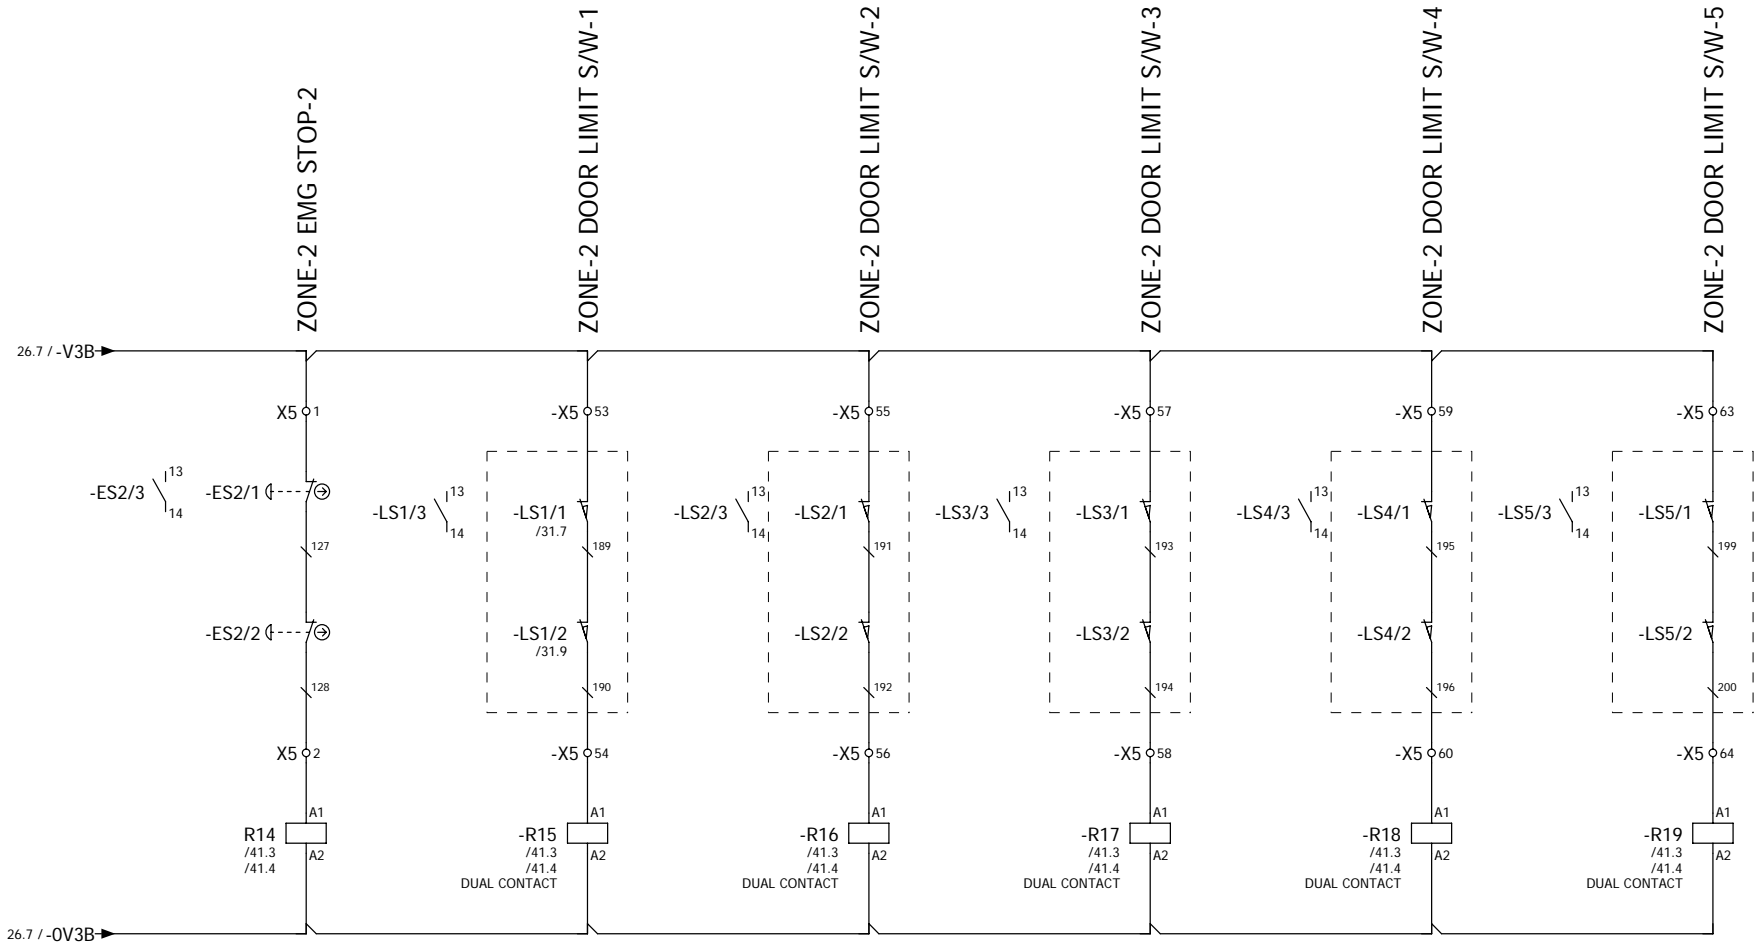 ZONE-2 EMG STOP-2
ZONE-2 DOOR LIMIT S/W-1
ZONE-2 DOOR LIMIT S/W-2
ZONE-2 DOOR LIMIT S/W-3
ZONE-2 DOOR LIMIT S/W-4
ZONE-2 DOOR LIMIT S/W-5
26.7 / -V3B
X5 1
-X5 53
-X5 55
-X5 57
-X5 59
-X5 63
-ES2/3 13 14
-ES2/1
127
-ES2/2
128
-LS1/3 13 14
-LS1/1
/31.7
189
-LS1/2
/31.9
190
-LS2/3 13 14
-LS2/1
191
-LS2/2
192
-LS3/3 13 14
-LS3/1
193
-LS3/2
194
-LS4/3 13 14
-LS4/1
195
-LS4/2
196
-LS5/3 13 14
-LS5/1
199
-LS5/2
200
X5 2
-X5 54
-X5 56
-X5 58
-X5 60
-X5 64
A1
R14
/41.3 A2
/41.4
A1
-R15
/41.3 A2
/41.4
DUAL CONTACT
A1
-R16
/41.3 A2
/41.4
DUAL CONTACT
A1
-R17
/41.3 A2
/41.4
DUAL CONTACT
A1
-R18
/41.3 A2
/41.4
DUAL CONTACT
A1
-R19
/41.3 A2
/41.4
DUAL CONTACT
26.7 / -0V3B